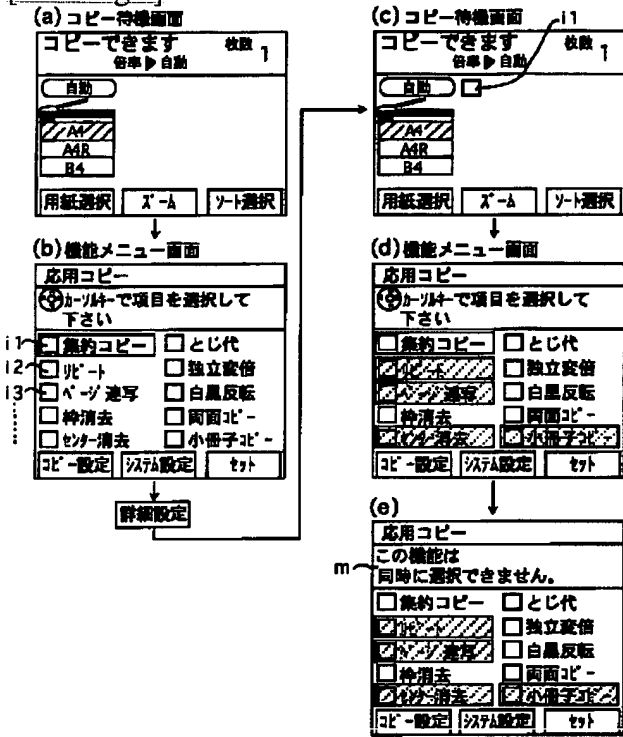 (a)コピー待機画面
コピーできます 枚数 1
倍率▶自動
自動
A4
A4R
B4
用紙選択 ズーム ソート選択
(b)機能メニュー画面
応用コピー
カーソルキーで項目を選択して
下さい
i1 集約コピー とじ代
i2 リピート 独立変倍
i3 ページ連写 白黒反転
枠消去 両面コピー
センター消去 小冊子コピー
コピー設定 システム設定 セット
詳細設定
(c)コピー待機画面
i1
コピーできます 枚数 1
倍率▶自動
自動
A4
A4R
B4
用紙選択 ズーム ソート選択
(d)機能メニュー画面
応用コピー
カーソルキーで項目を選択して
下さい
集約コピー とじ代
リピート 独立変倍
ページ連写 白黒反転
枠消去 両面コピー
センター消去 小冊子コピー
コピー設定 システム設定 セット
(e)
応用コピー
m この機能は
同時に選択できません。
集約コピー とじ代
リピート 独立変倍
ページ連写 白黒反転
枠消去 両面コピー
センター消去 小冊子コピー
コピー設定 システム設定 セット